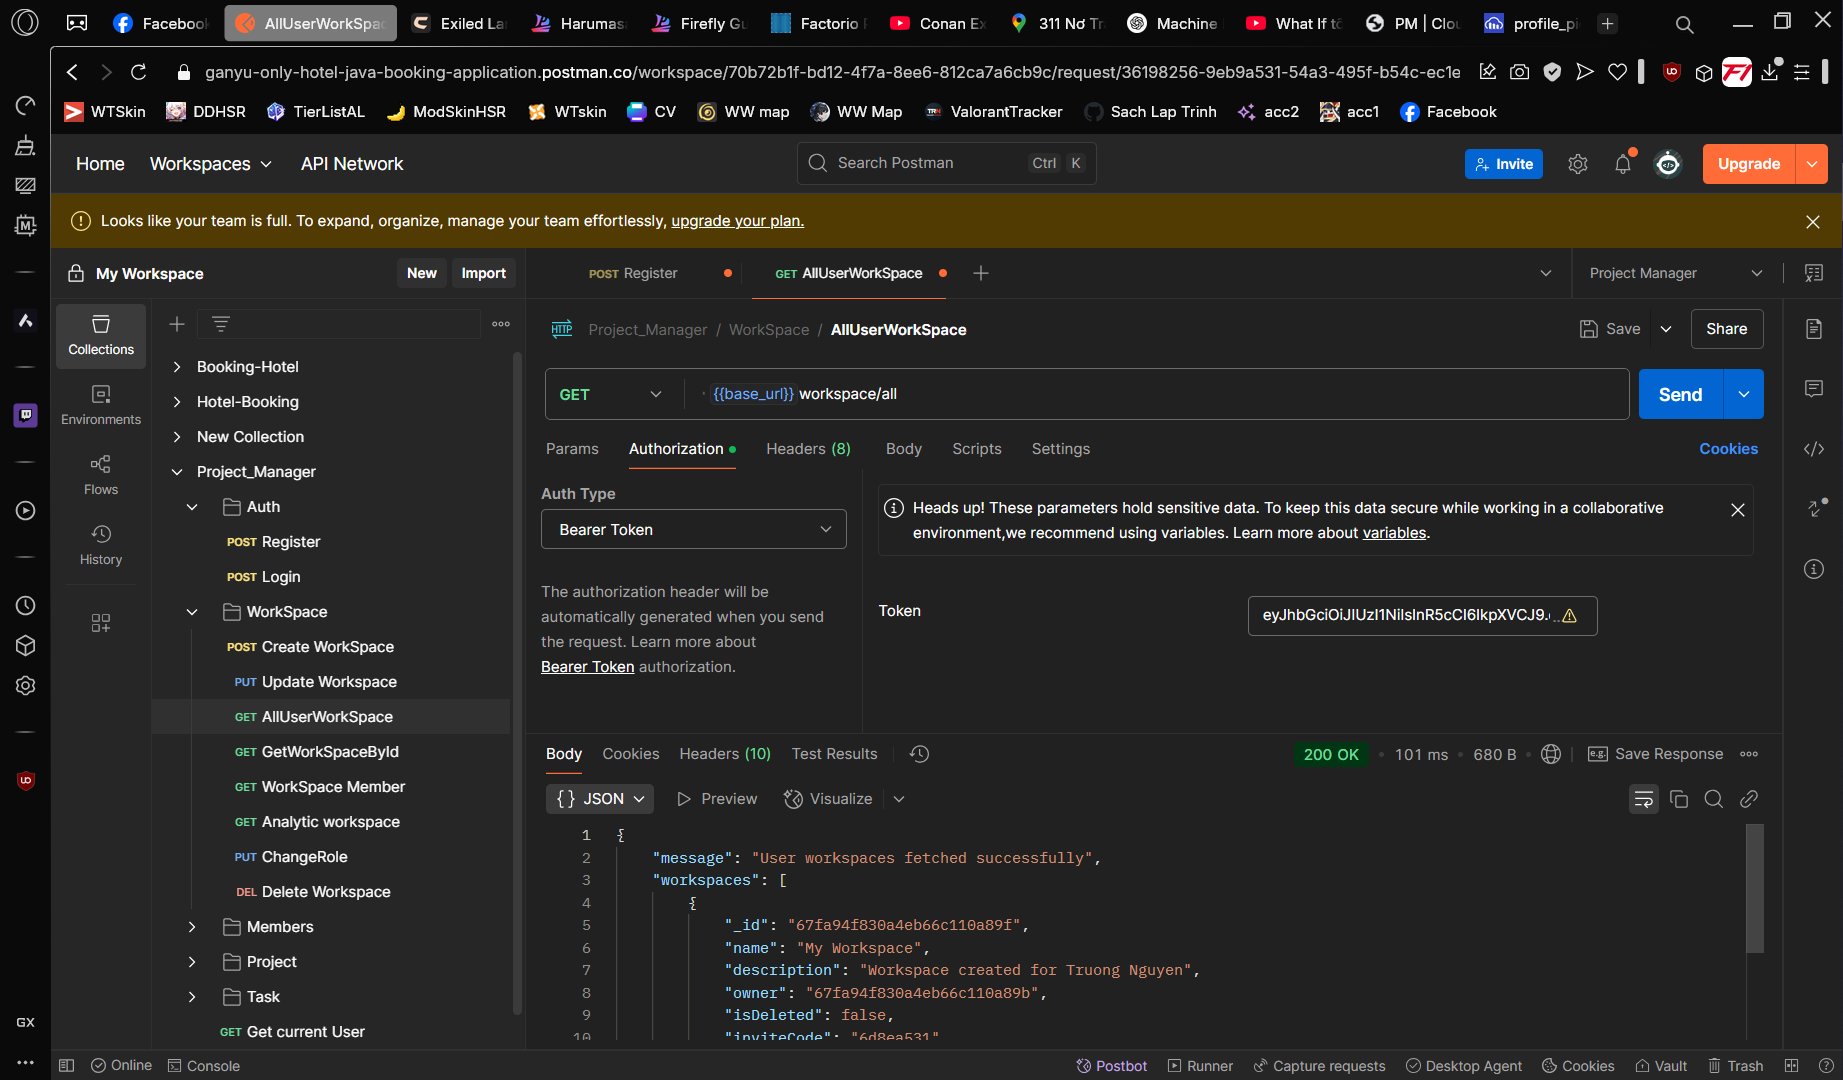 Facebook
AllUserWorkSpac
Exiled La
Harumas
Firefly Gu
Factorio
Conan Ex
311 No Tr
Machine
What If to
PM | Clou
profile_pi
ganyu-only-hotel-java-booking-application.postman.co/workspace/70b72b1f-bd12-4f7a-8ee6-812ca7a6cb9c/request/36198256-9eb9a531-54a3-495f-b54c-ec1e
WTSkin DDHSR TierListAL ModSkinHSR WTskin CV WW map WW Map ValorantTracker Sach Lap Trinh acc2 acc1 Facebook
Home Workspaces API Network Search Postman Ctrl K Invite Upgrade
Looks like your team is full. To expand, organize, manage your team effortlessly, upgrade your plan.
My Workspace New Import
POST Register GET AllUserWorkSpace Project Manager
Collections
Environments
Flows
History
Booking-Hotel
Hotel-Booking
New Collection
Project_Manager
Auth
POST Register
POST Login
WorkSpace
POST Create WorkSpace
PUT Update Workspace
GET AllUserWorkSpace
GET GetWorkSpaceById
GET WorkSpace Member
GET Analytic workspace
PUT ChangeRole
DEL Delete Workspace
Members
Project
Task
GET Get current User
HTTP Project_Manager / WorkSpace / AllUserWorkSpace Save Share
GET {{base_url}} workspace/all Send
Params Authorization Headers (8) Body Scripts Settings Cookies
Auth Type
Bearer Token
The authorization header will be
automatically generated when you send
the request. Learn more about
Bearer Token authorization.
Heads up! These parameters hold sensitive data. To keep this data secure while working in a collaborative
environment,we recommend using variables. Learn more about variables.
Token eyJhbGciOiJIUzI1NiIsInR5cCI6IkpXVCJ9.
Body Cookies Headers (10) Test Results 200 OK 101 ms 680 B e.g. Save Response
{} JSON Preview Visualize
1 {
2 "message": "User workspaces fetched successfully",
3 "workspaces": [
4 {
5 "_id": "67fa94f830a4eb66c110a89f",
6 "name": "My Workspace",
7 "description": "Workspace created for Truong Nguyen",
8 "owner": "67fa94f830a4eb66c110a89b",
9 "isDeleted": false,
10 "inviteCode": "6d8ea531"
GX
Online Console Postbot Runner Capture requests Desktop Agent Cookies Vault Trash